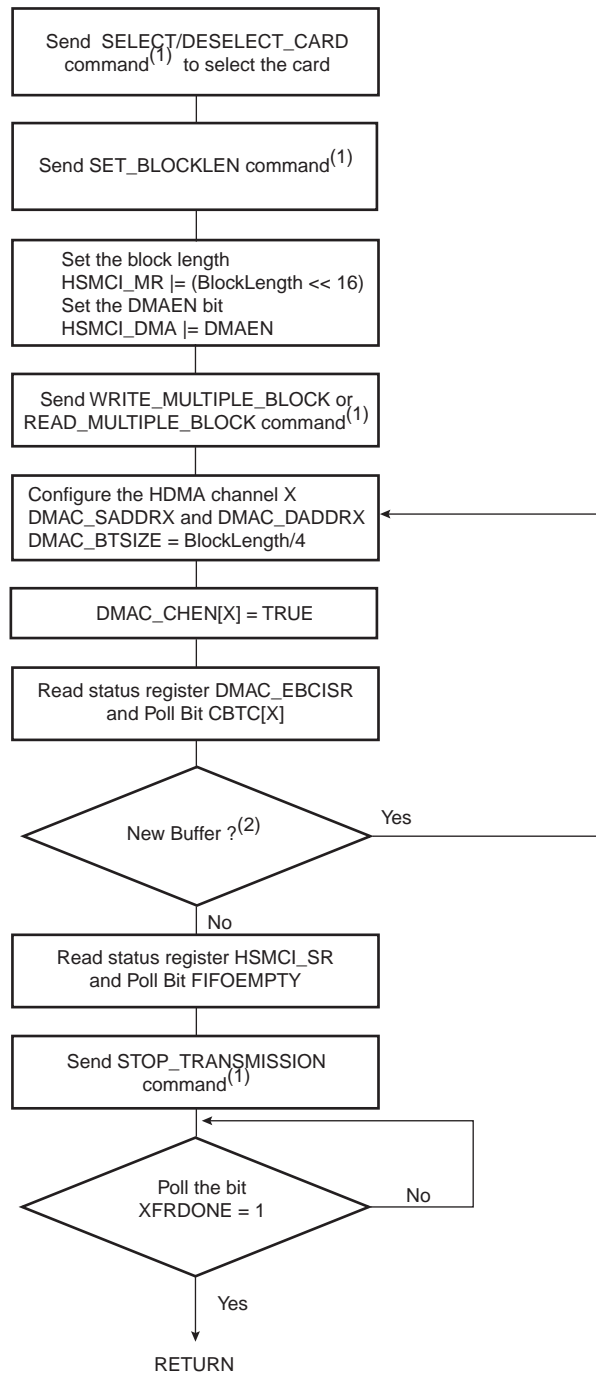 Send SELECT/DESELECT_CARD
command(1) to select the card
Send SET_BLOCKLEN command(1)
Set the block length
HSMCI_MR |= (BlockLength << 16)
Set the DMAEN bit
HSMCI_DMA |= DMAEN
Send WRITE_MULTIPLE_BLOCK or
READ_MULTIPLE_BLOCK command(1)
Configure the HDMA channel X
DMAC_SADDRX and DMAC_DADDRX
DMAC_BTSIZE = BlockLength/4
DMAC_CHEN[X] = TRUE
Read status register DMAC_EBCISR
and Poll Bit CBTC[X]
New Buffer ?(2)
Yes
No
Read status register HSMCI_SR
and Poll Bit FIFOEMPTY
Send STOP_TRANSMISSION
command(1)
Poll the bit
XFRDONE = 1
No
Yes
RETURN